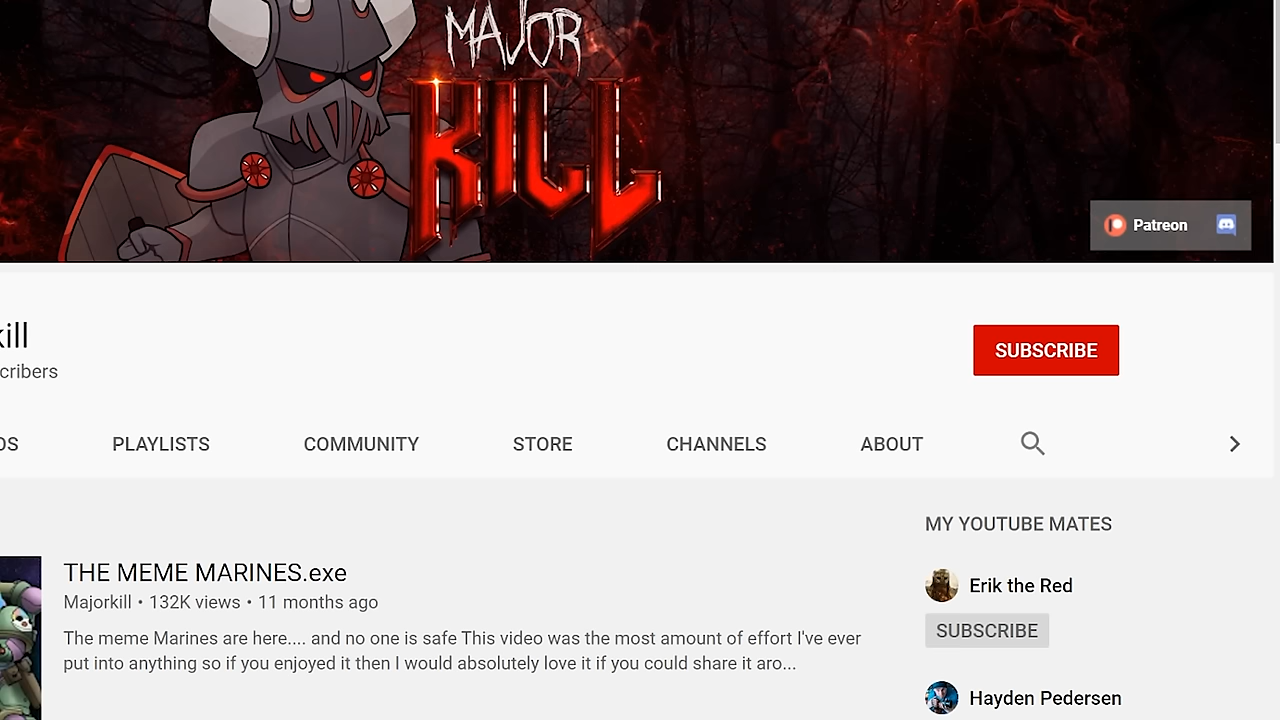 MAJOR
KILL
Patreon
kill
cribers
SUBSCRIBE
OS
PLAYLISTS
COMMUNITY
STORE
CHANNELS
ABOUT
MY YOUTUBE MATES
THE MEME MARINES.exe
Majorkill • 132K views • 11 months ago
The meme Marines are here.... and no one is safe This video was the most amount of effort I've ever
put into anything so if you enjoyed it then I would absolutely love it if you could share it aro...
Erik the Red
SUBSCRIBE
Hayden Pedersen